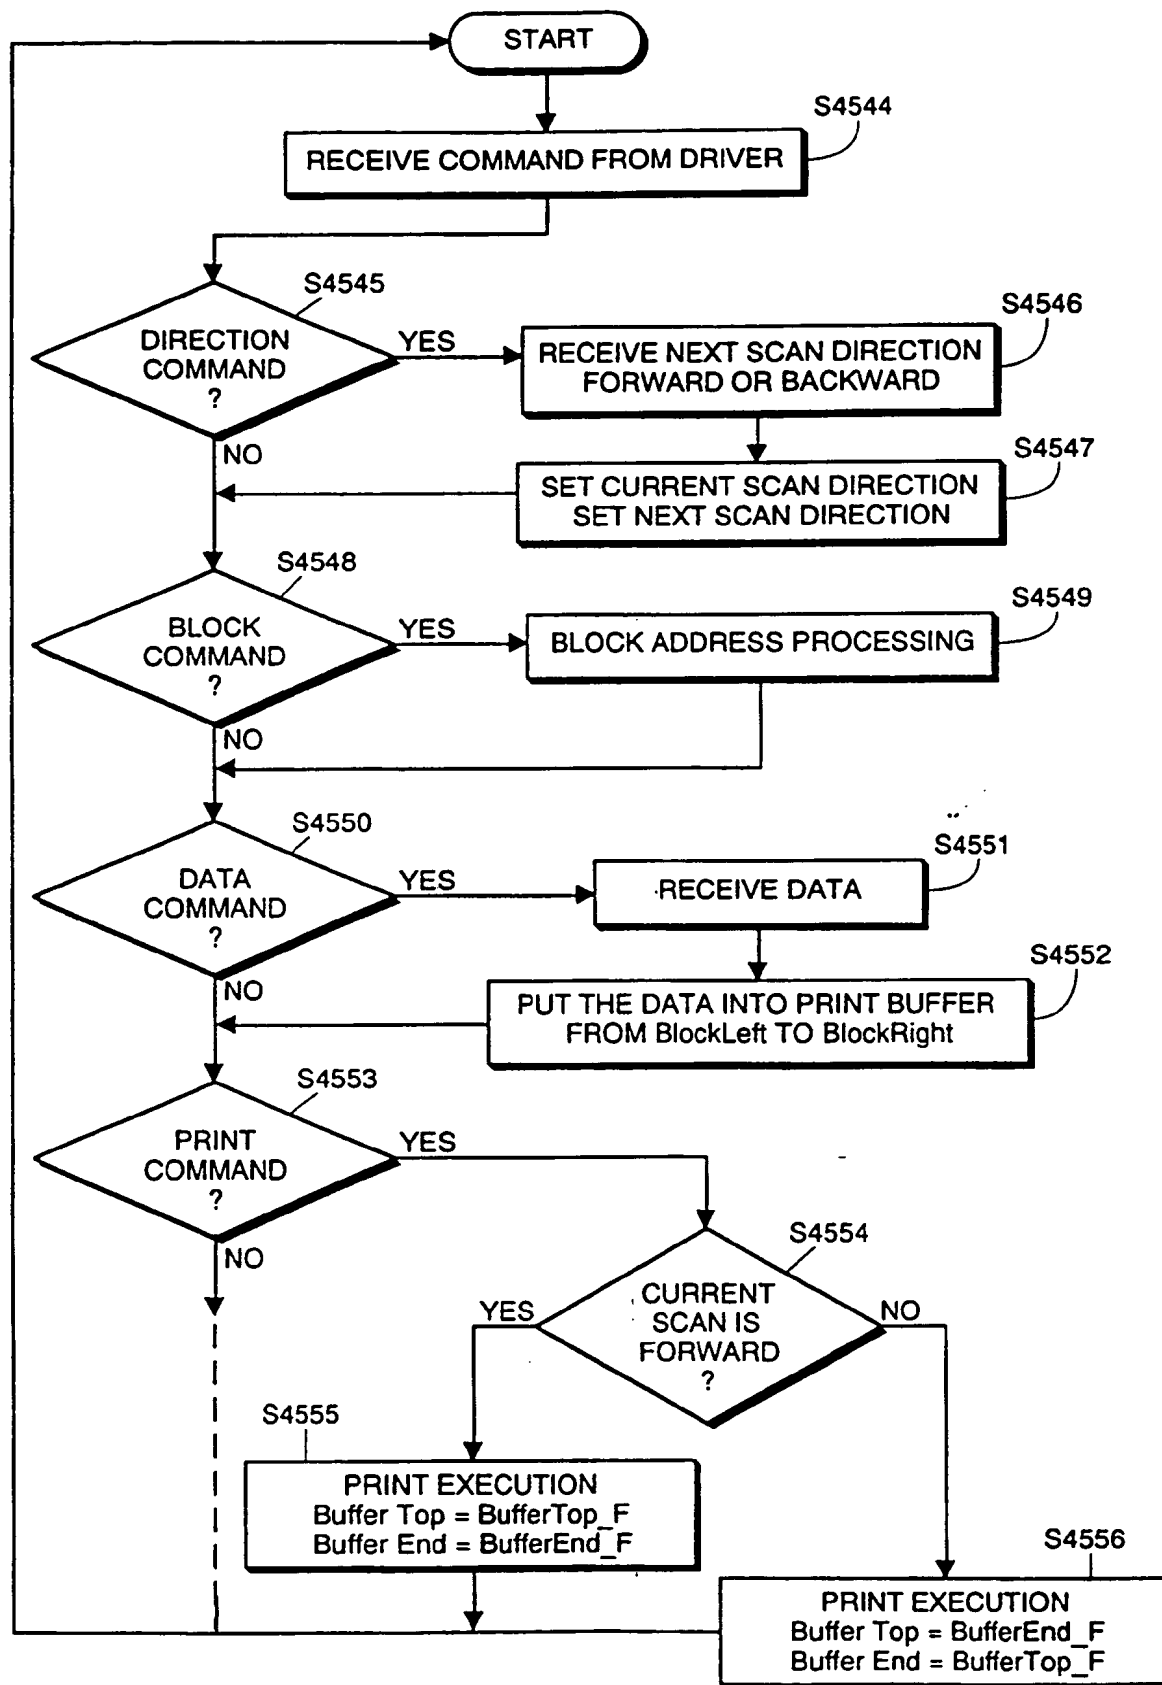 START
S4544
RECEIVE COMMAND FROM DRIVER
S4545
DIRECTION
COMMAND
?
YES
NO
S4546
RECEIVE NEXT SCAN DIRECTION
FORWARD OR BACKWARD
S4547
SET CURRENT SCAN DIRECTION
SET NEXT SCAN DIRECTION
S4548
BLOCK
COMMAND
?
YES
NO
S4549
BLOCK ADDRESS PROCESSING
S4550
DATA
COMMAND
?
YES
NO
S4551
RECEIVE DATA
S4552
PUT THE DATA INTO PRINT BUFFER
FROM BlockLeft TO BlockRight
S4553
PRINT
COMMAND
?
YES
NO
S4554
CURRENT
SCAN IS
FORWARD
?
YES
NO
S4555
PRINT EXECUTION
Buffer Top = BufferTop_F
Buffer End = BufferEnd_F
S4556
PRINT EXECUTION
Buffer Top = BufferEnd_F
Buffer End = BufferTop_F